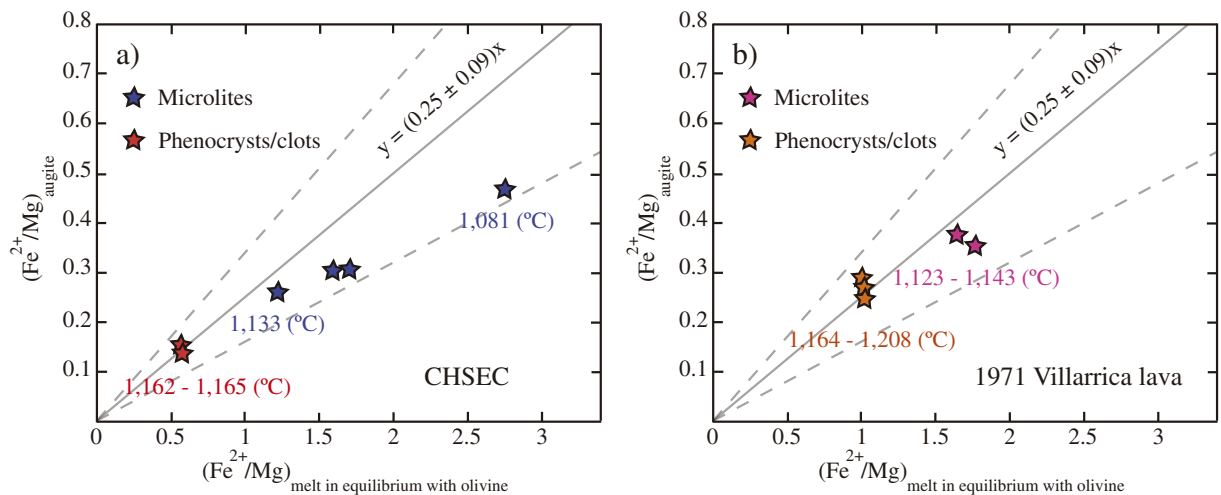 a)
Microlites
Phenocrysts/clots
y = (0.25 ± 0.09)x
1,081 (ºC)
1,133 (ºC)
1,162 - 1,165 (ºC)
CHSEC
0.8
0.7
0.6
0.5
0.4
0.3
0.2
0.1
0
0.5
1
1.5
2
2.5
3
(Fe2+/Mg)augite
(Fe2+/Mg)melt in equilibrium with olivine
b)
Microlites
Phenocrysts/clots
y = (0.25 ± 0.09)x
1,123 - 1,143 (ºC)
1,164 - 1,208 (ºC)
1971 Villarrica lava
0.8
0.7
0.6
0.5
0.4
0.3
0.2
0.1
0
0.5
1
1.5
2
2.5
3
(Fe2+/Mg)augite
(Fe2+/Mg)melt in equilibrium with olivine